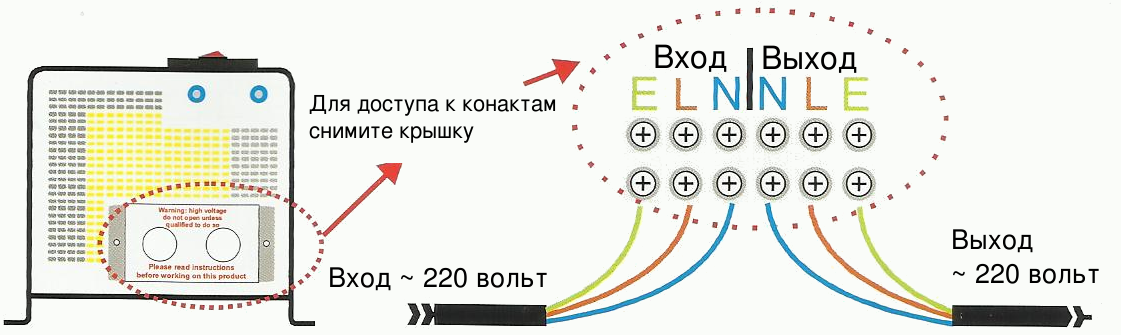 Вход Выход
E L N N L E
Для доступа к конактам
снимите крышку
Warning: high voltage
do not open unless
qualified to do so
Please read instructions
before working on this product
Вход ~ 220 вольт
Выход
~ 220 вольт